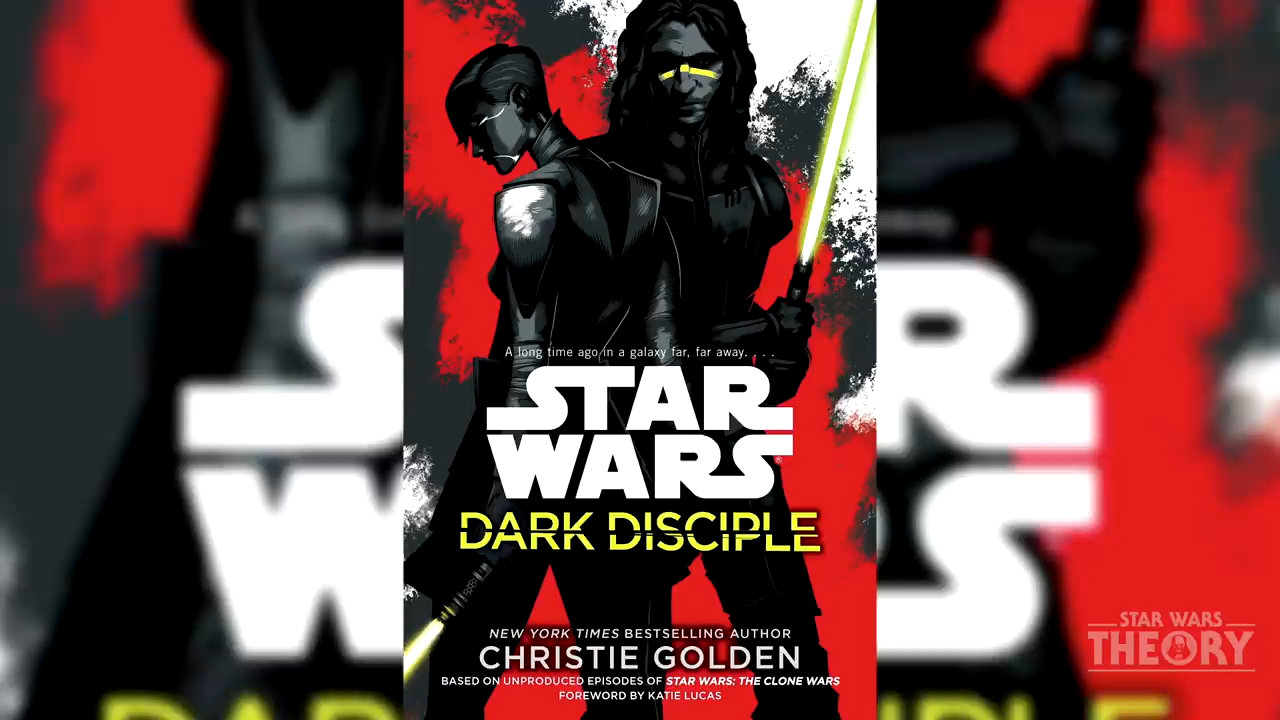 A long time ago in a galaxy far, far away. . . .
STAR
WARS®
DARK DISCIPLE
NEW YORK TIMES BESTSELLING AUTHOR
CHRISTIE GOLDEN
BASED ON UNPRODUCED EPISODES OF STAR WARS: THE CLONE WARS
FOREWORD BY KATIE LUCAS
STAR WARS
THEORY